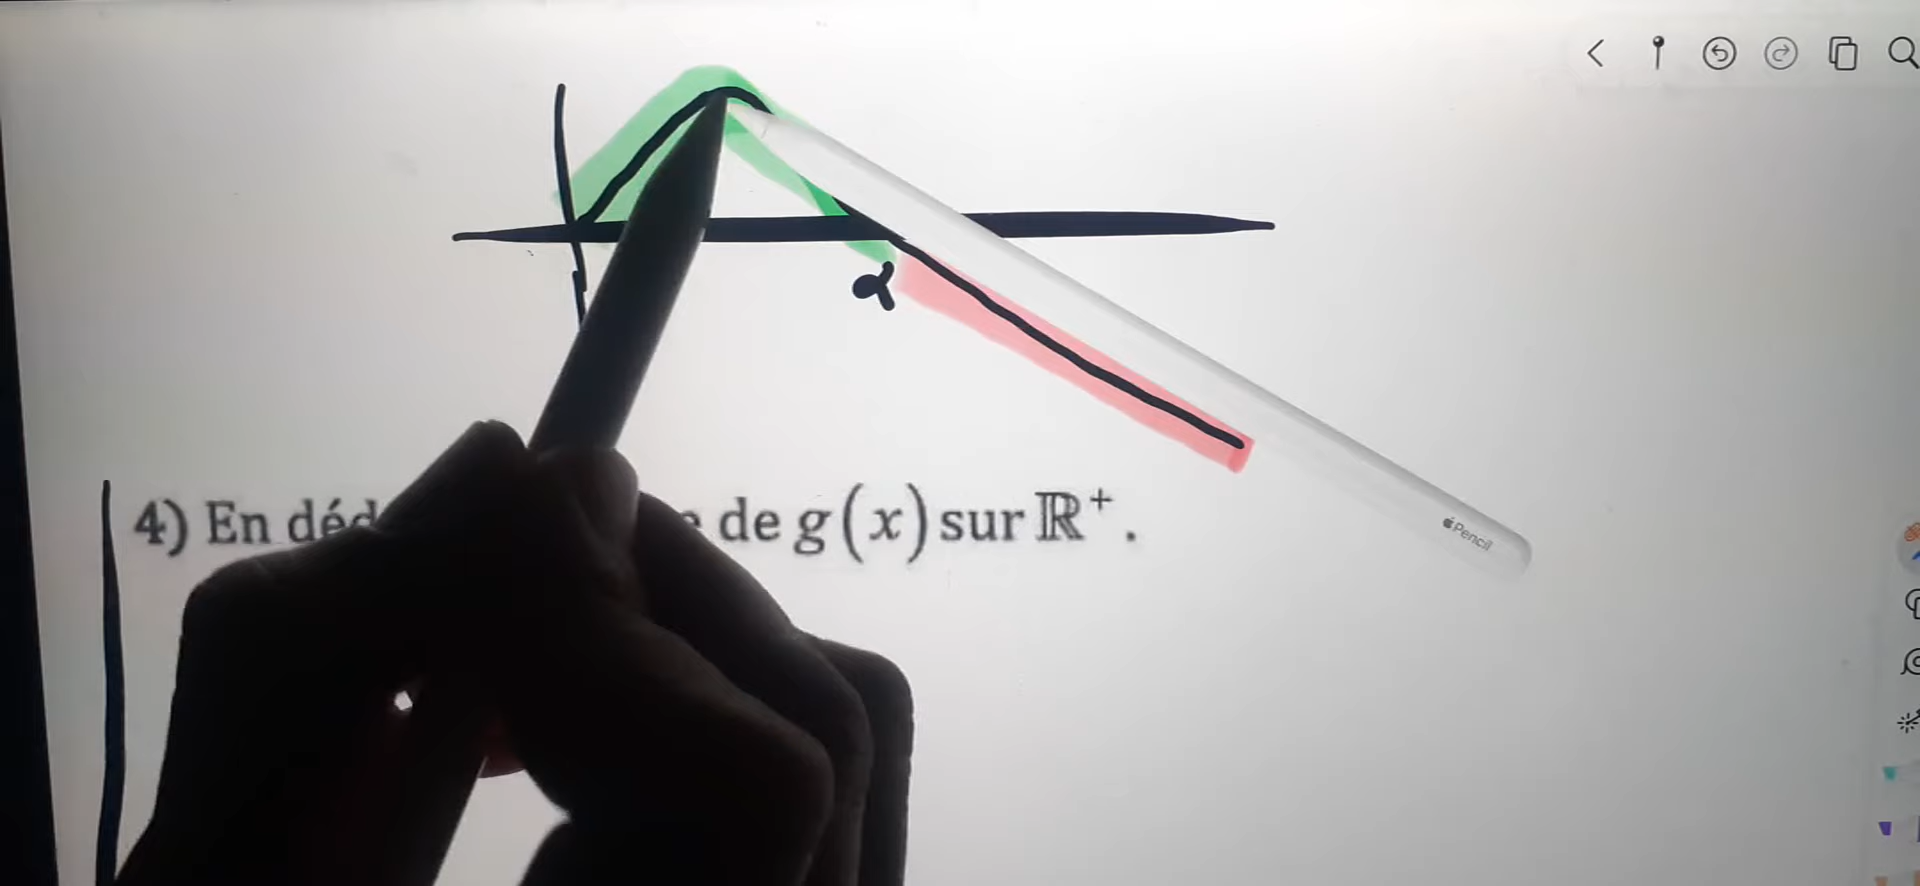 α
Pencil
4) En déd de g(x) sur ℝ⁺ .